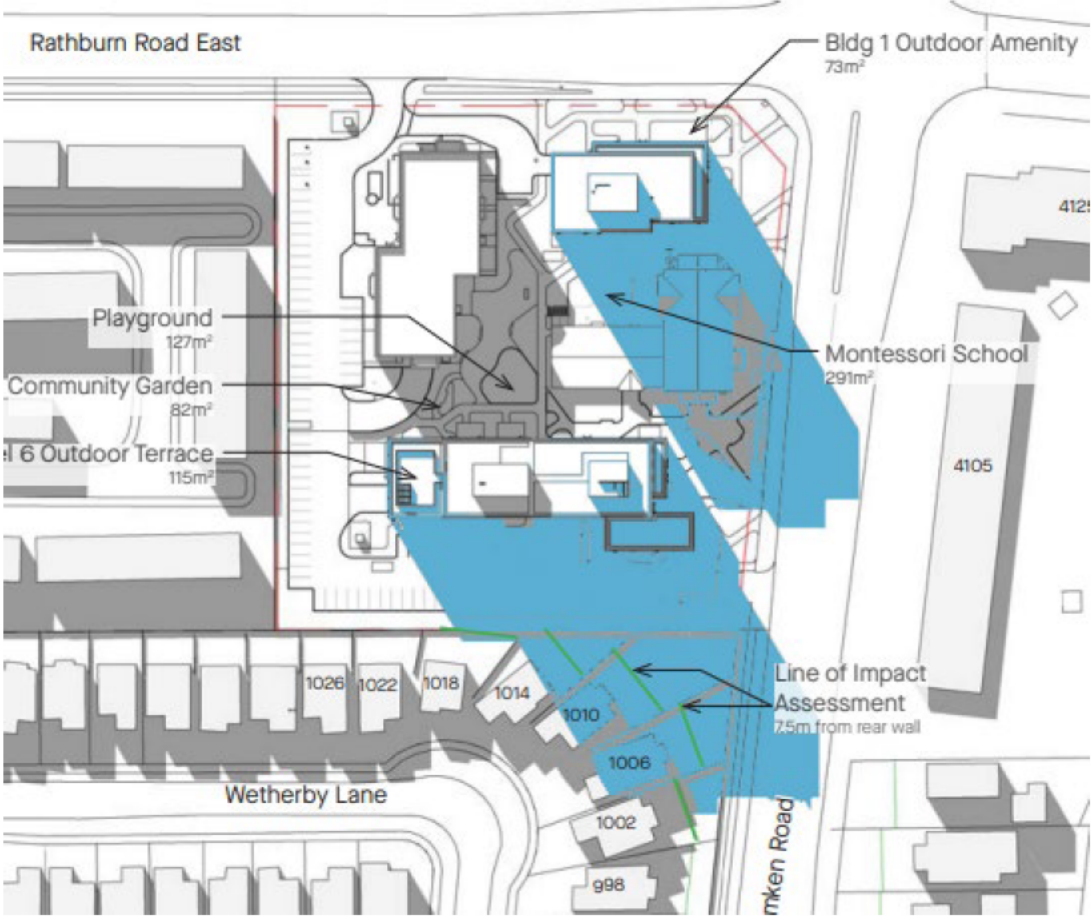 Rathburn Road East
Bldg 1 Outdoor Amenity
73m²
4125
Playground
127m²
Montessori School
291m²
Community Garden
82m²
el 6 Outdoor Terrace
115m²
4105
1026
1022
1018
1014
1010
1006
1002
998
Line of Impact
Assessment
7.5m from rear wall
Wetherby Lane
mken Road